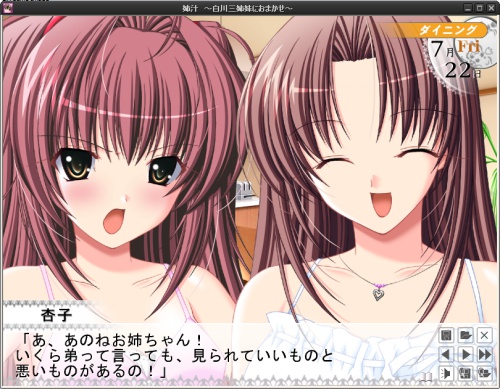 姉汁 ～白川三姉妹におまかせ～
ダイニング
7月 Fri
22日
杏子
「あ、あのねお姉ちゃん！
いくら弟って言っても、見られていいものと
悪いものがあるの！」